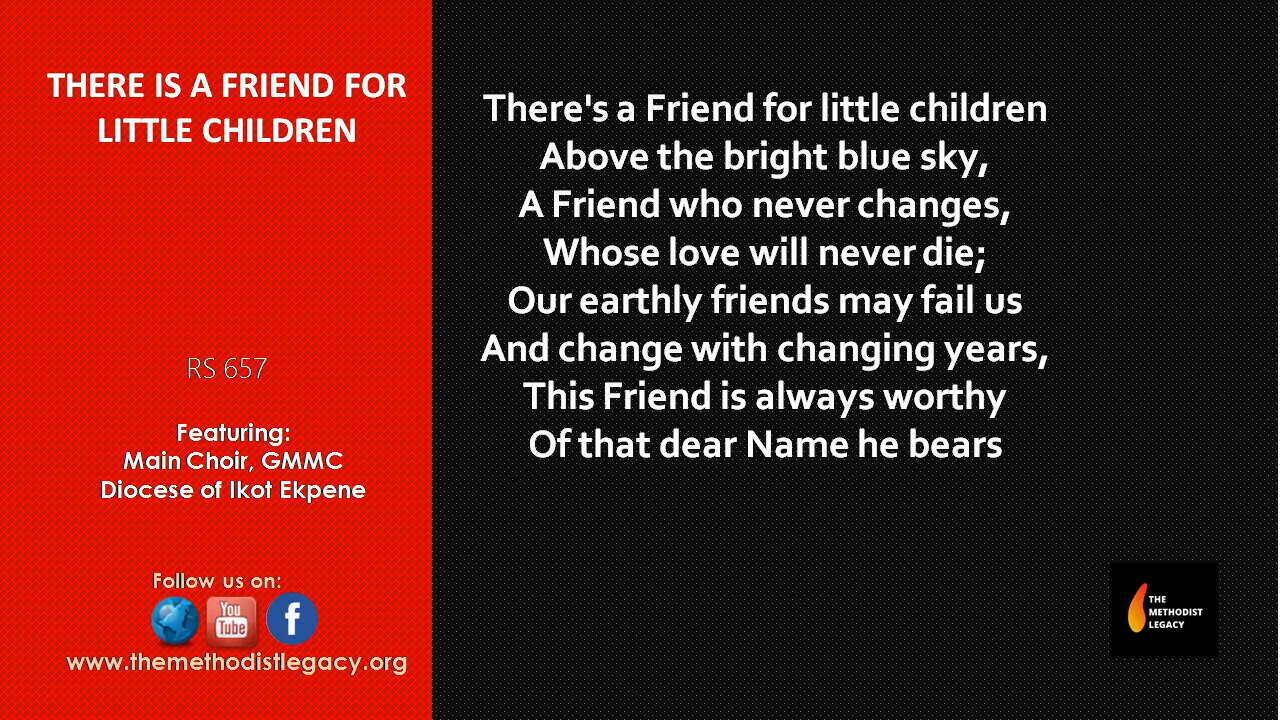 THERE IS A FRIEND FOR
LITTLE CHILDREN
RS 657
Featuring:
Main Choir, GMMC
Diocese of Ikot Ekpene
Follow us on:
You
Tube
f
www.themethodistlegacy.org
There's a Friend for little children
Above the bright blue sky,
A Friend who never changes,
Whose love will never die;
Our earthly friends may fail us
And change with changing years,
This Friend is always worthy
Of that dear Name he bears
THE
METHODIST
LEGACY